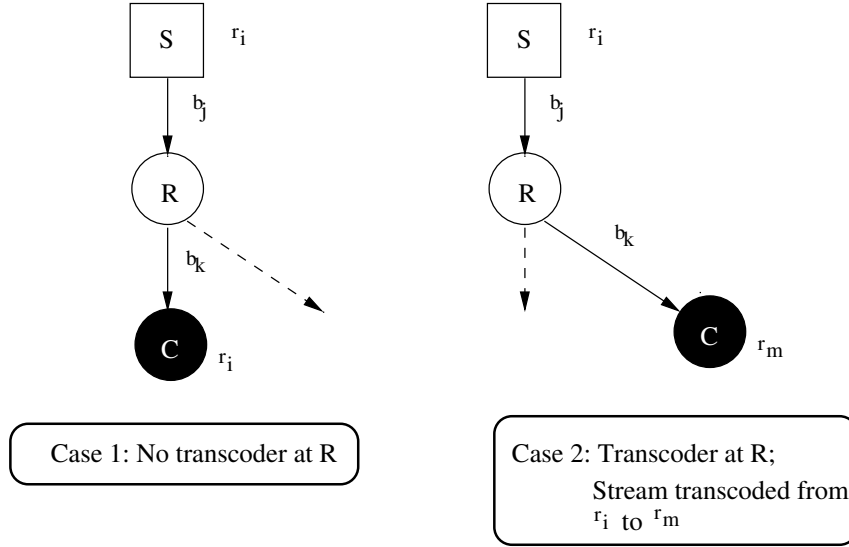 S
r_i
b_j
R
b_k
C
r_i
Case 1: No transcoder at R
S
r_i
b_j
R
b_k
C
r_m
Case 2: Transcoder at R;
Stream transcoded from
r_i to r_m